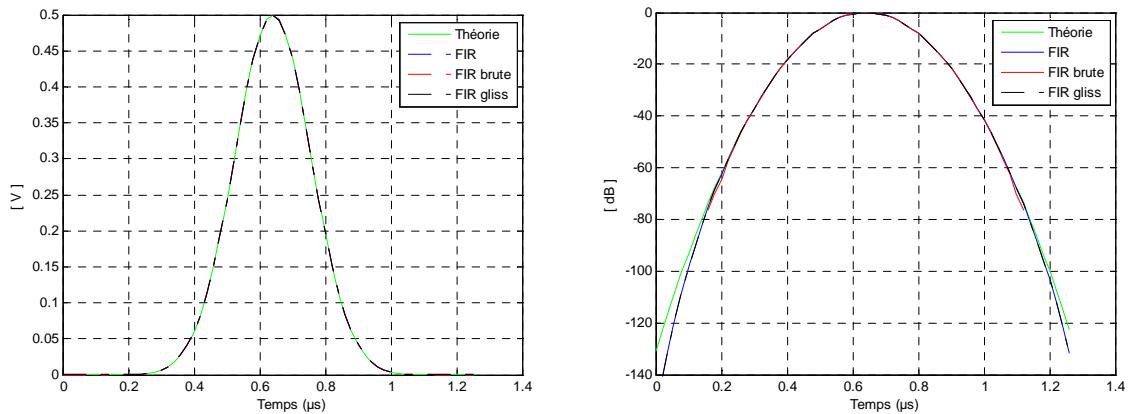 0.5
0.45
0.4
0.35
0.3
0.25
0.2
0.15
0.1
0.05
0
[ V]
0 0.2 0.4 0.6 0.8 1 1.2 1.4
Temps (µs)
Théorie
FIR
FIR brute
FIR gliss
0
-20
-40
-60
-80
-100
-120
-140
[ dB]
0 0.2 0.4 0.6 0.8 1 1.2 1.4
Temps (µs)
Théorie
FIR
FIR brute
FIR gliss